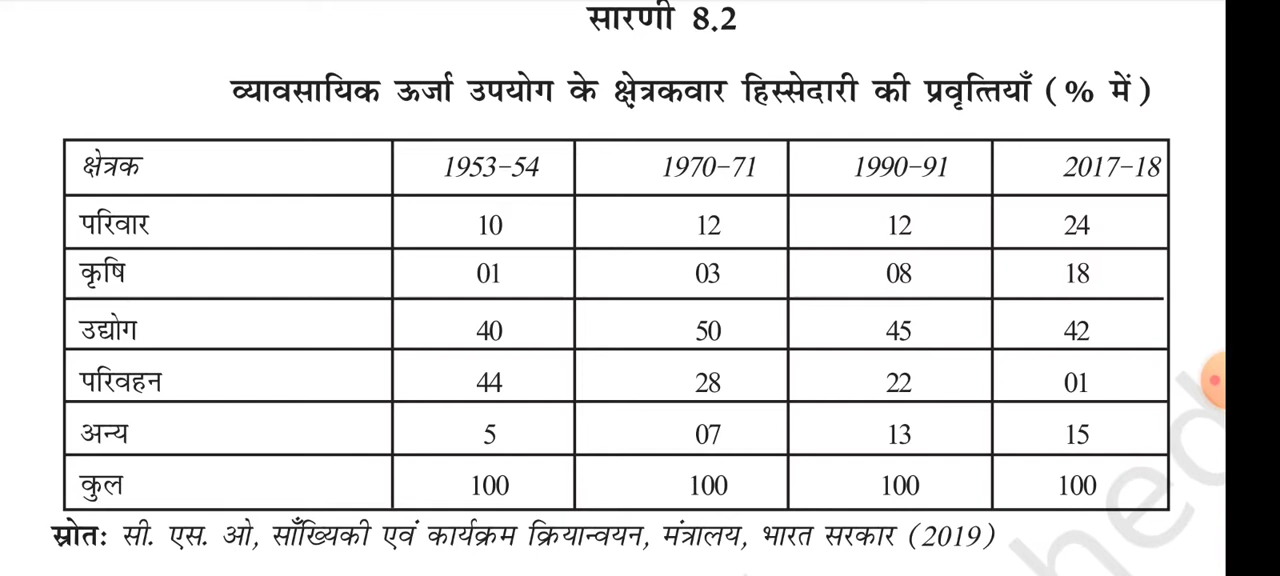 सारणी 8.2
व्यावसायिक ऊर्जा उपयोग के क्षेत्रकवार हिस्सेदारी की प्रवृत्तियाँ ( % में )
क्षेत्रक 1953-54 1970-71 1990-91 2017-18
परिवार 10 12 12 24
कृषि 01 03 08 18
उद्योग 40 50 45 42
परिवहन 44 28 22 01
अन्य 5 07 13 15
कुल 100 100 100 100
स्रोतः सी. एस. ओ, साँख्यिकी एवं कार्यक्रम क्रियान्वयन, मंत्रालय, भारत सरकार (2019)
hed